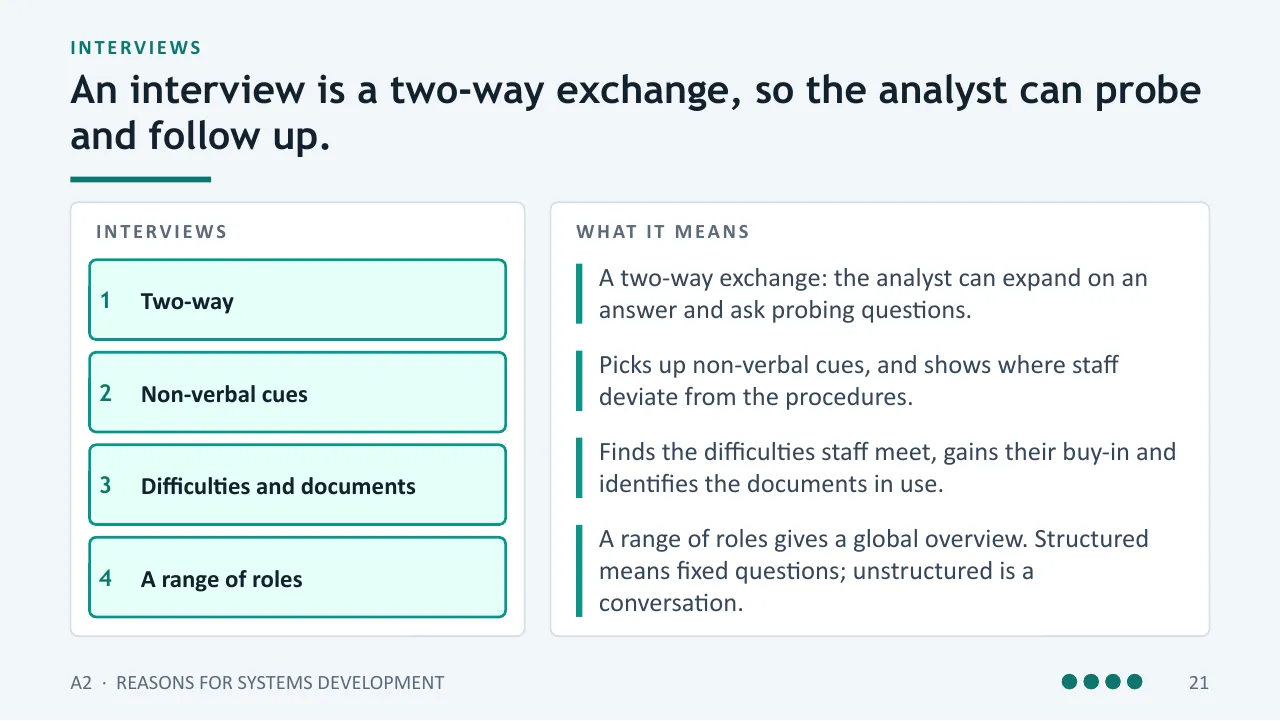 INTERVIEWS
An interview is a two-way exchange, so the analyst can probe
and follow up.
INTERVIEWS
1 Two-way
2 Non-verbal cues
3 Difficulties and documents
4 A range of roles
WHAT IT MEANS
A two-way exchange: the analyst can expand on an
answer and ask probing questions.
Picks up non-verbal cues, and shows where staff
deviate from the procedures.
Finds the difficulties staff meet, gains their buy-in and
identifies the documents in use.
A range of roles gives a global overview. Structured
means fixed questions; unstructured is a
conversation.
A2 · REASONS FOR SYSTEMS DEVELOPMENT
21